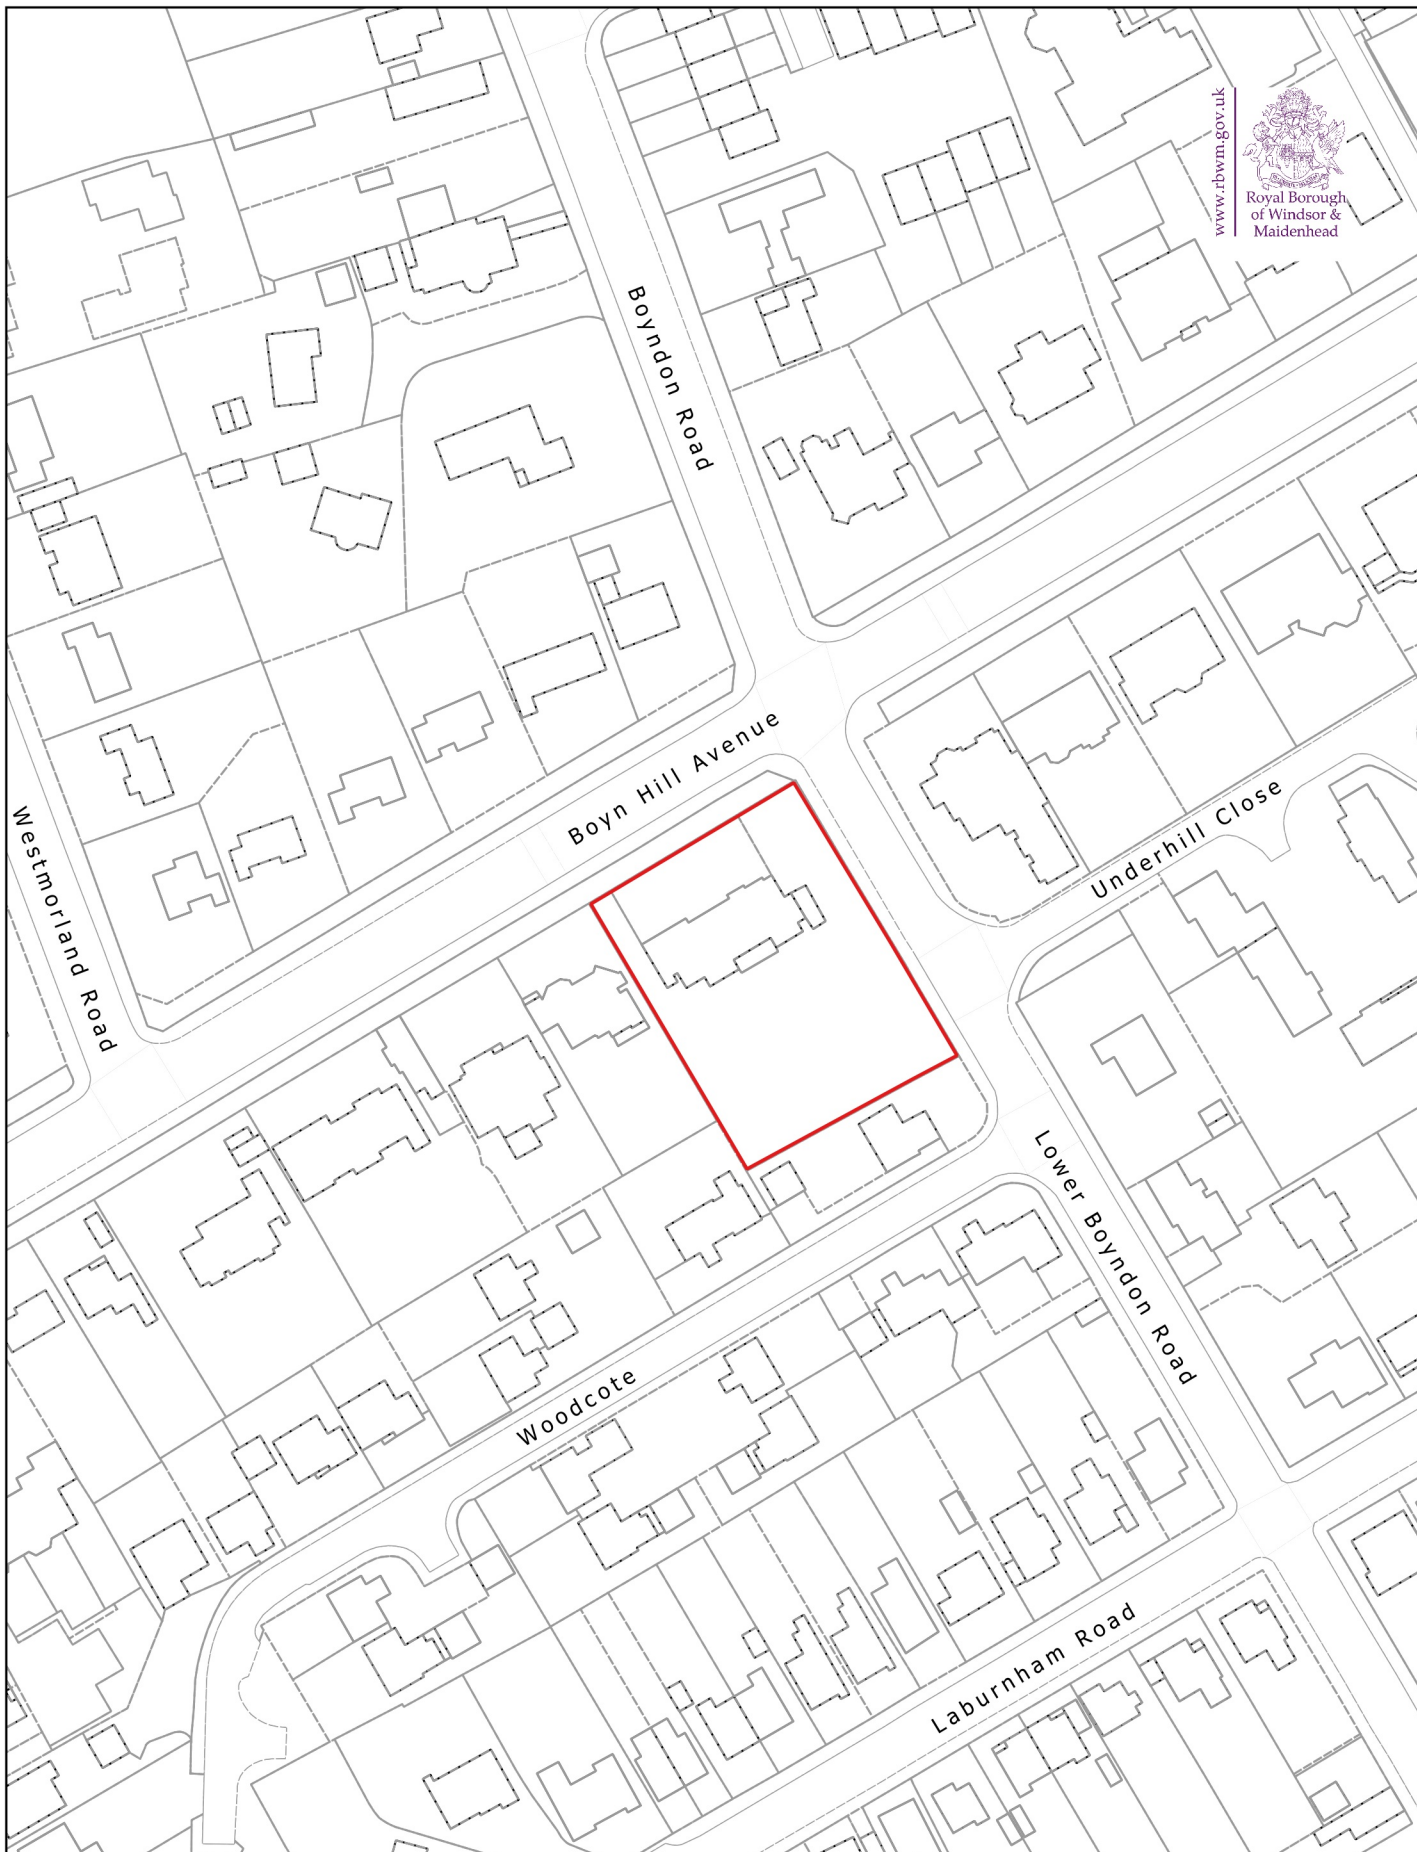 www.rbwm.gov.uk
Royal Borough
of Windsor &
Maidenhead
Boyndon Road
Boyn Hill Avenue
Underhill Close
Westmorland Road
Lower Boyndon Road
Woodcote
Laburnham Road